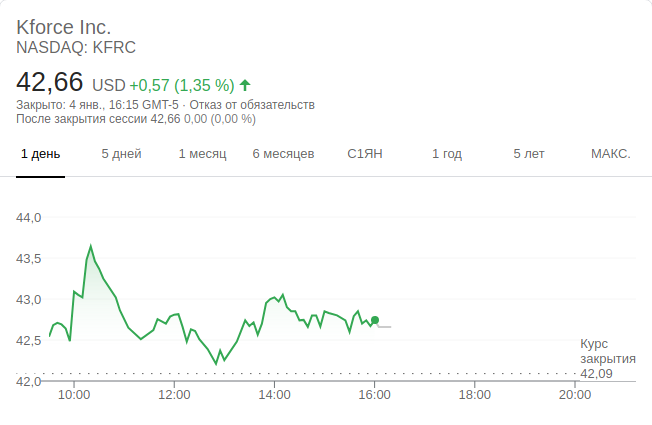 Kforce Inc.
NASDAQ: KFRC
42,66 USD +0,57 (1,35 %)
Закрыто: 4 янв., 16:15 GMT-5 · Отказ от обязательств
После закрытия сессии 42,66 0,00 (0,00 %)
1 день 5 дней 1 месяц 6 месяцев С1ЯН 1 год 5 лет МАКС.
44,0
43,5
43,0
42,5
42,0
Курс
закрытия
42,09
10:00 12:00 14:00 16:00 18:00 20:00